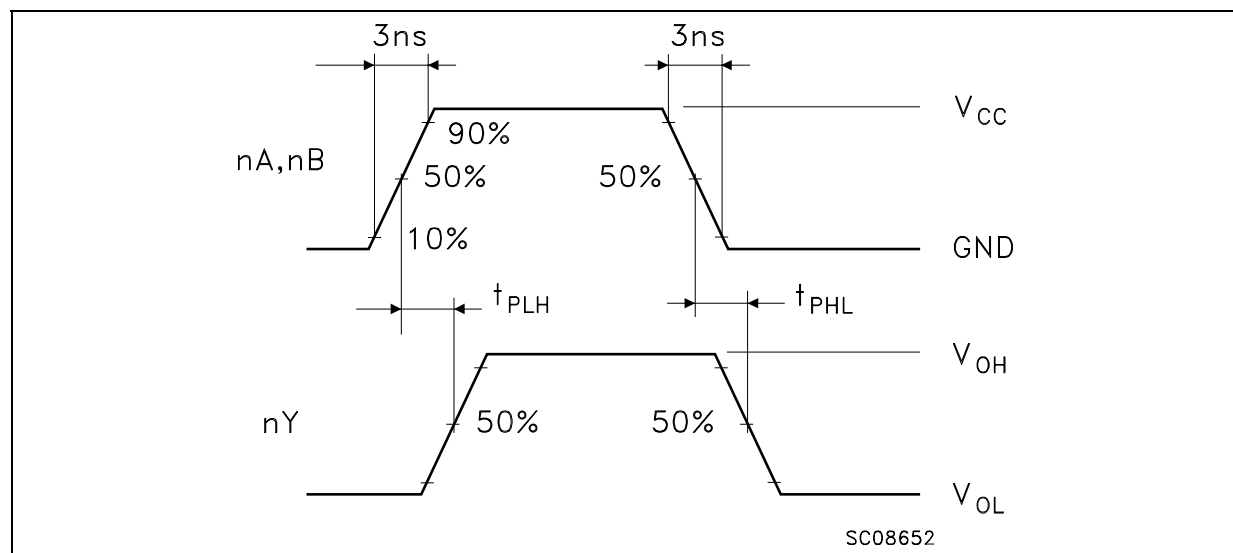 3ns 3ns
V_CC
90%
nA,nB 50% 50%
10% GND
t_PLH t_PHL
V_OH
nY 50% 50%
V_OL
SC08652